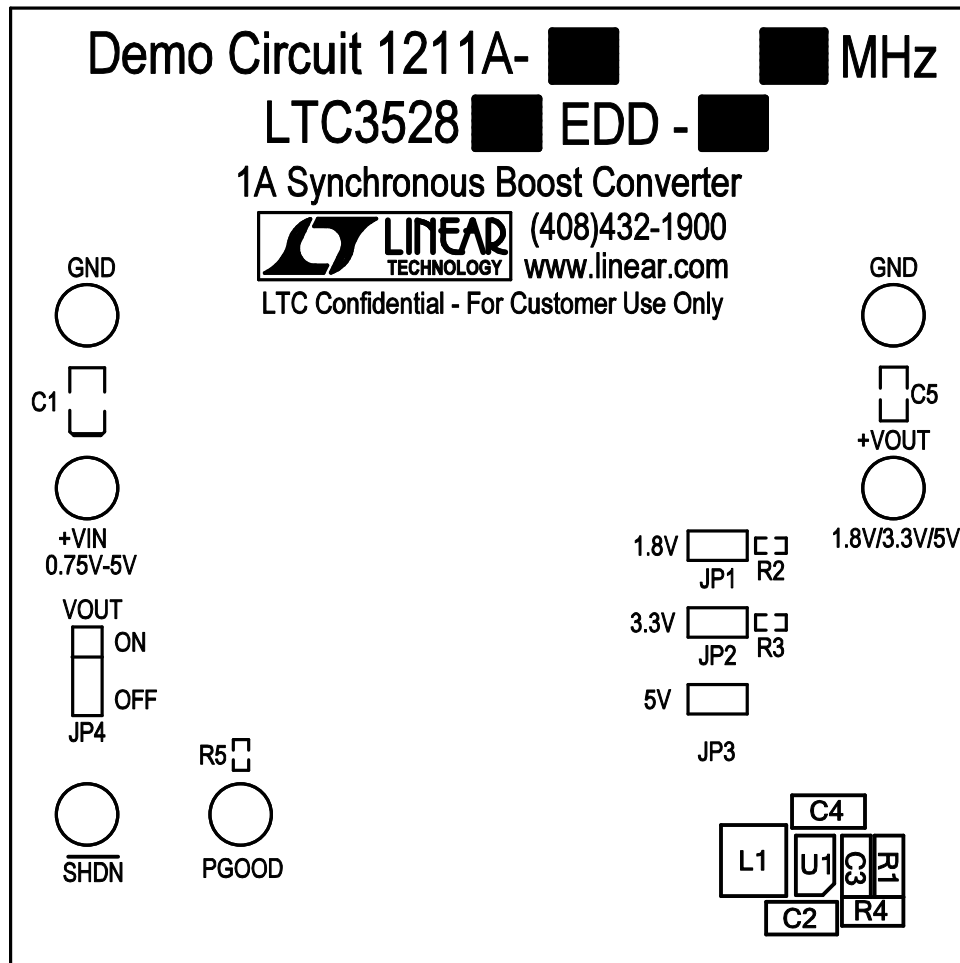 Demo Circuit 1211A- MHz
LTC3528 EDD -
1A Synchronous Boost Converter
LINEAR TECHNOLOGY
(408)432-1900
www.linear.com
LTC Confidential - For Customer Use Only
GND
GND
C1
C5
+VOUT
+VIN
0.75V-5V
1.8V/3.3V/5V
1.8V
JP1
R2
VOUT
ON
OFF
JP4
3.3V
JP2
R3
5V
JP3
R5
SHDN
PGOOD
C4
L1
U1
C3
R1
C2
R4